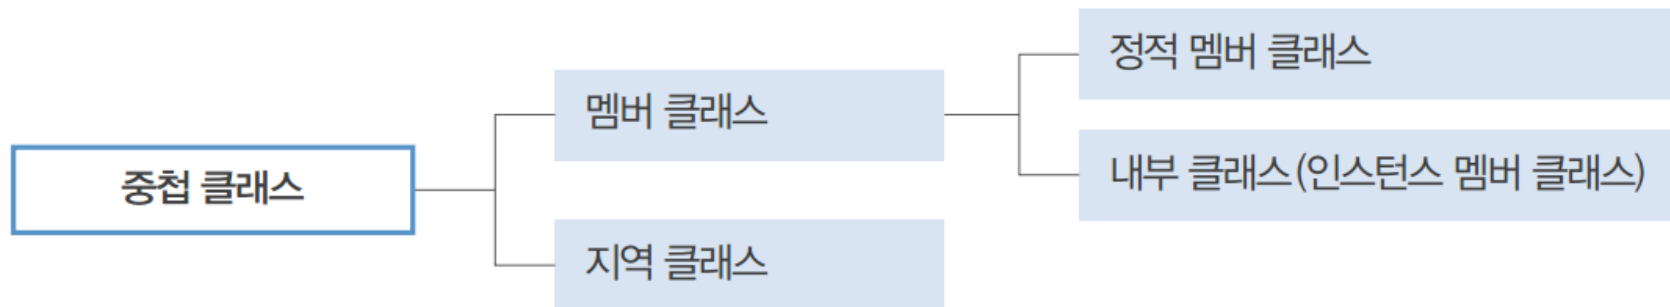 중첩 클래스
멤버 클래스
지역 클래스
정적 멤버 클래스
내부 클래스(인스턴스 멤버 클래스)